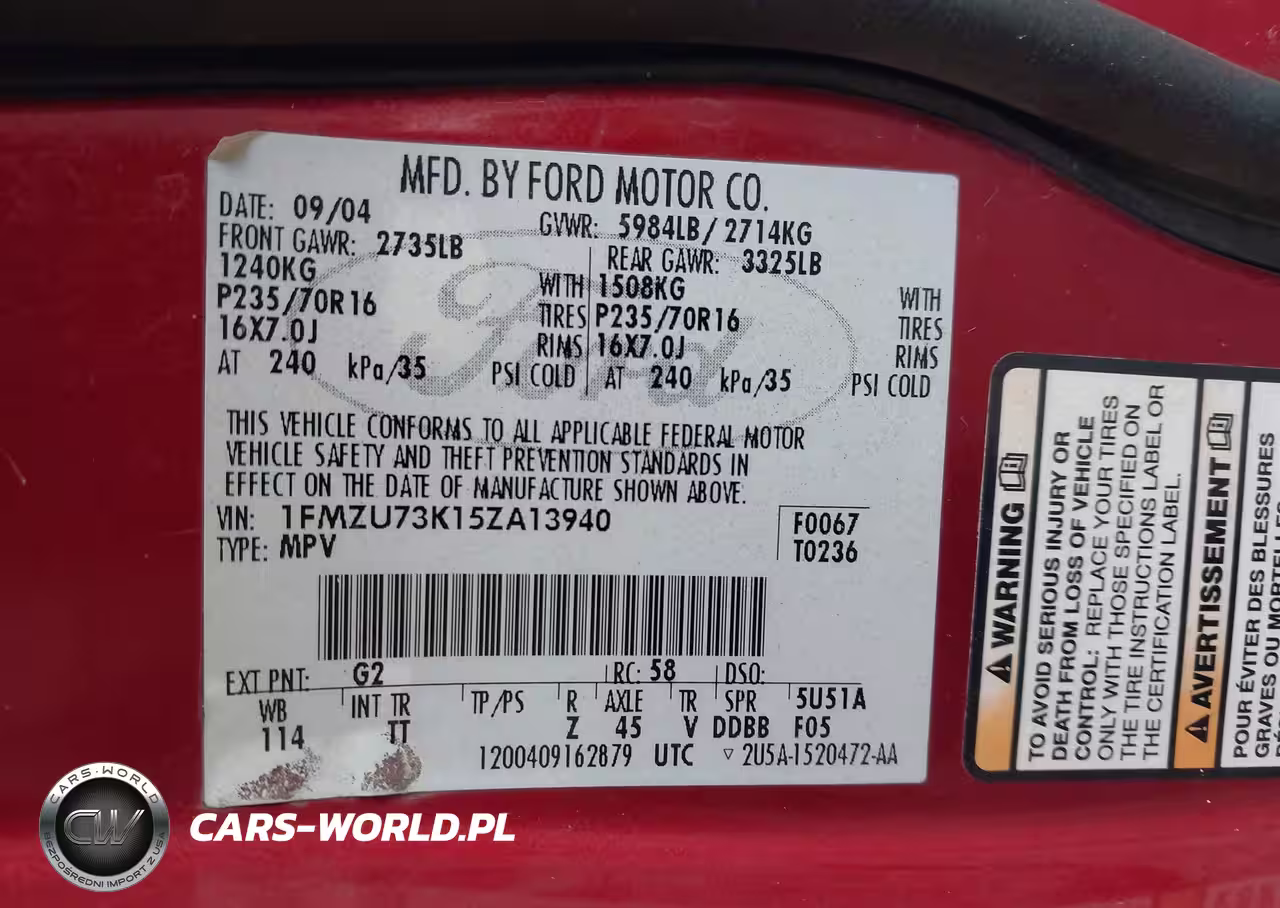 MFD. BY FORD MOTOR CO.
DATE: 09/04
GVWR: 5984LB/ 2714KG
FRONT GAWR: 2735LB
REAR GAWR: 3325LB
1240KG WITH
1508KG WITH
P235/70R16 TIRES
P235/70R16 TIRES
16X7.0J RIMS
16X7.0J RIMS
AT 240 kPa/35 PSI COLD
AT 240 kPa/35 PSI COLD
Ford
THIS VEHICLE CONFORMS TO ALL APPLICABLE FEDERAL MOTOR
VEHICLE SAFETY AND THEFT PREVENTION STANDARDS IN
EFFECT ON THE DATE OF MANUFACTURE SHOWN ABOVE.
VIN: 1FMZU73K15ZA13940
F0067
TYPE: MPV
T0236
EXT PNT: G2 RC: 58 DSO:
WB INT TR TP/PS R AXLE TR SPR 5U51A
114 TT Z 45 V DDBB F05
1200409162879 UTC ▽ 2U5A-1520472-AA
WARNING
TO AVOID SERIOUS INJURY OR
DEATH FROM LOSS OF VEHICLE
CONTROL: REPLACE YOUR TIRES
ONLY WITH THOSE SPECIFIED ON
THE TIRE INSTRUCTIONS LABEL OR
THE CERTIFICATION LABEL.
AVERTISSEMENT
POUR ÉVITER DES BLESSURES
GRAVES OU MORTELLES
CARS-WORLD
CW
BEZPOŚREDNI IMPORT Z USA
CARS-WORLD.PL